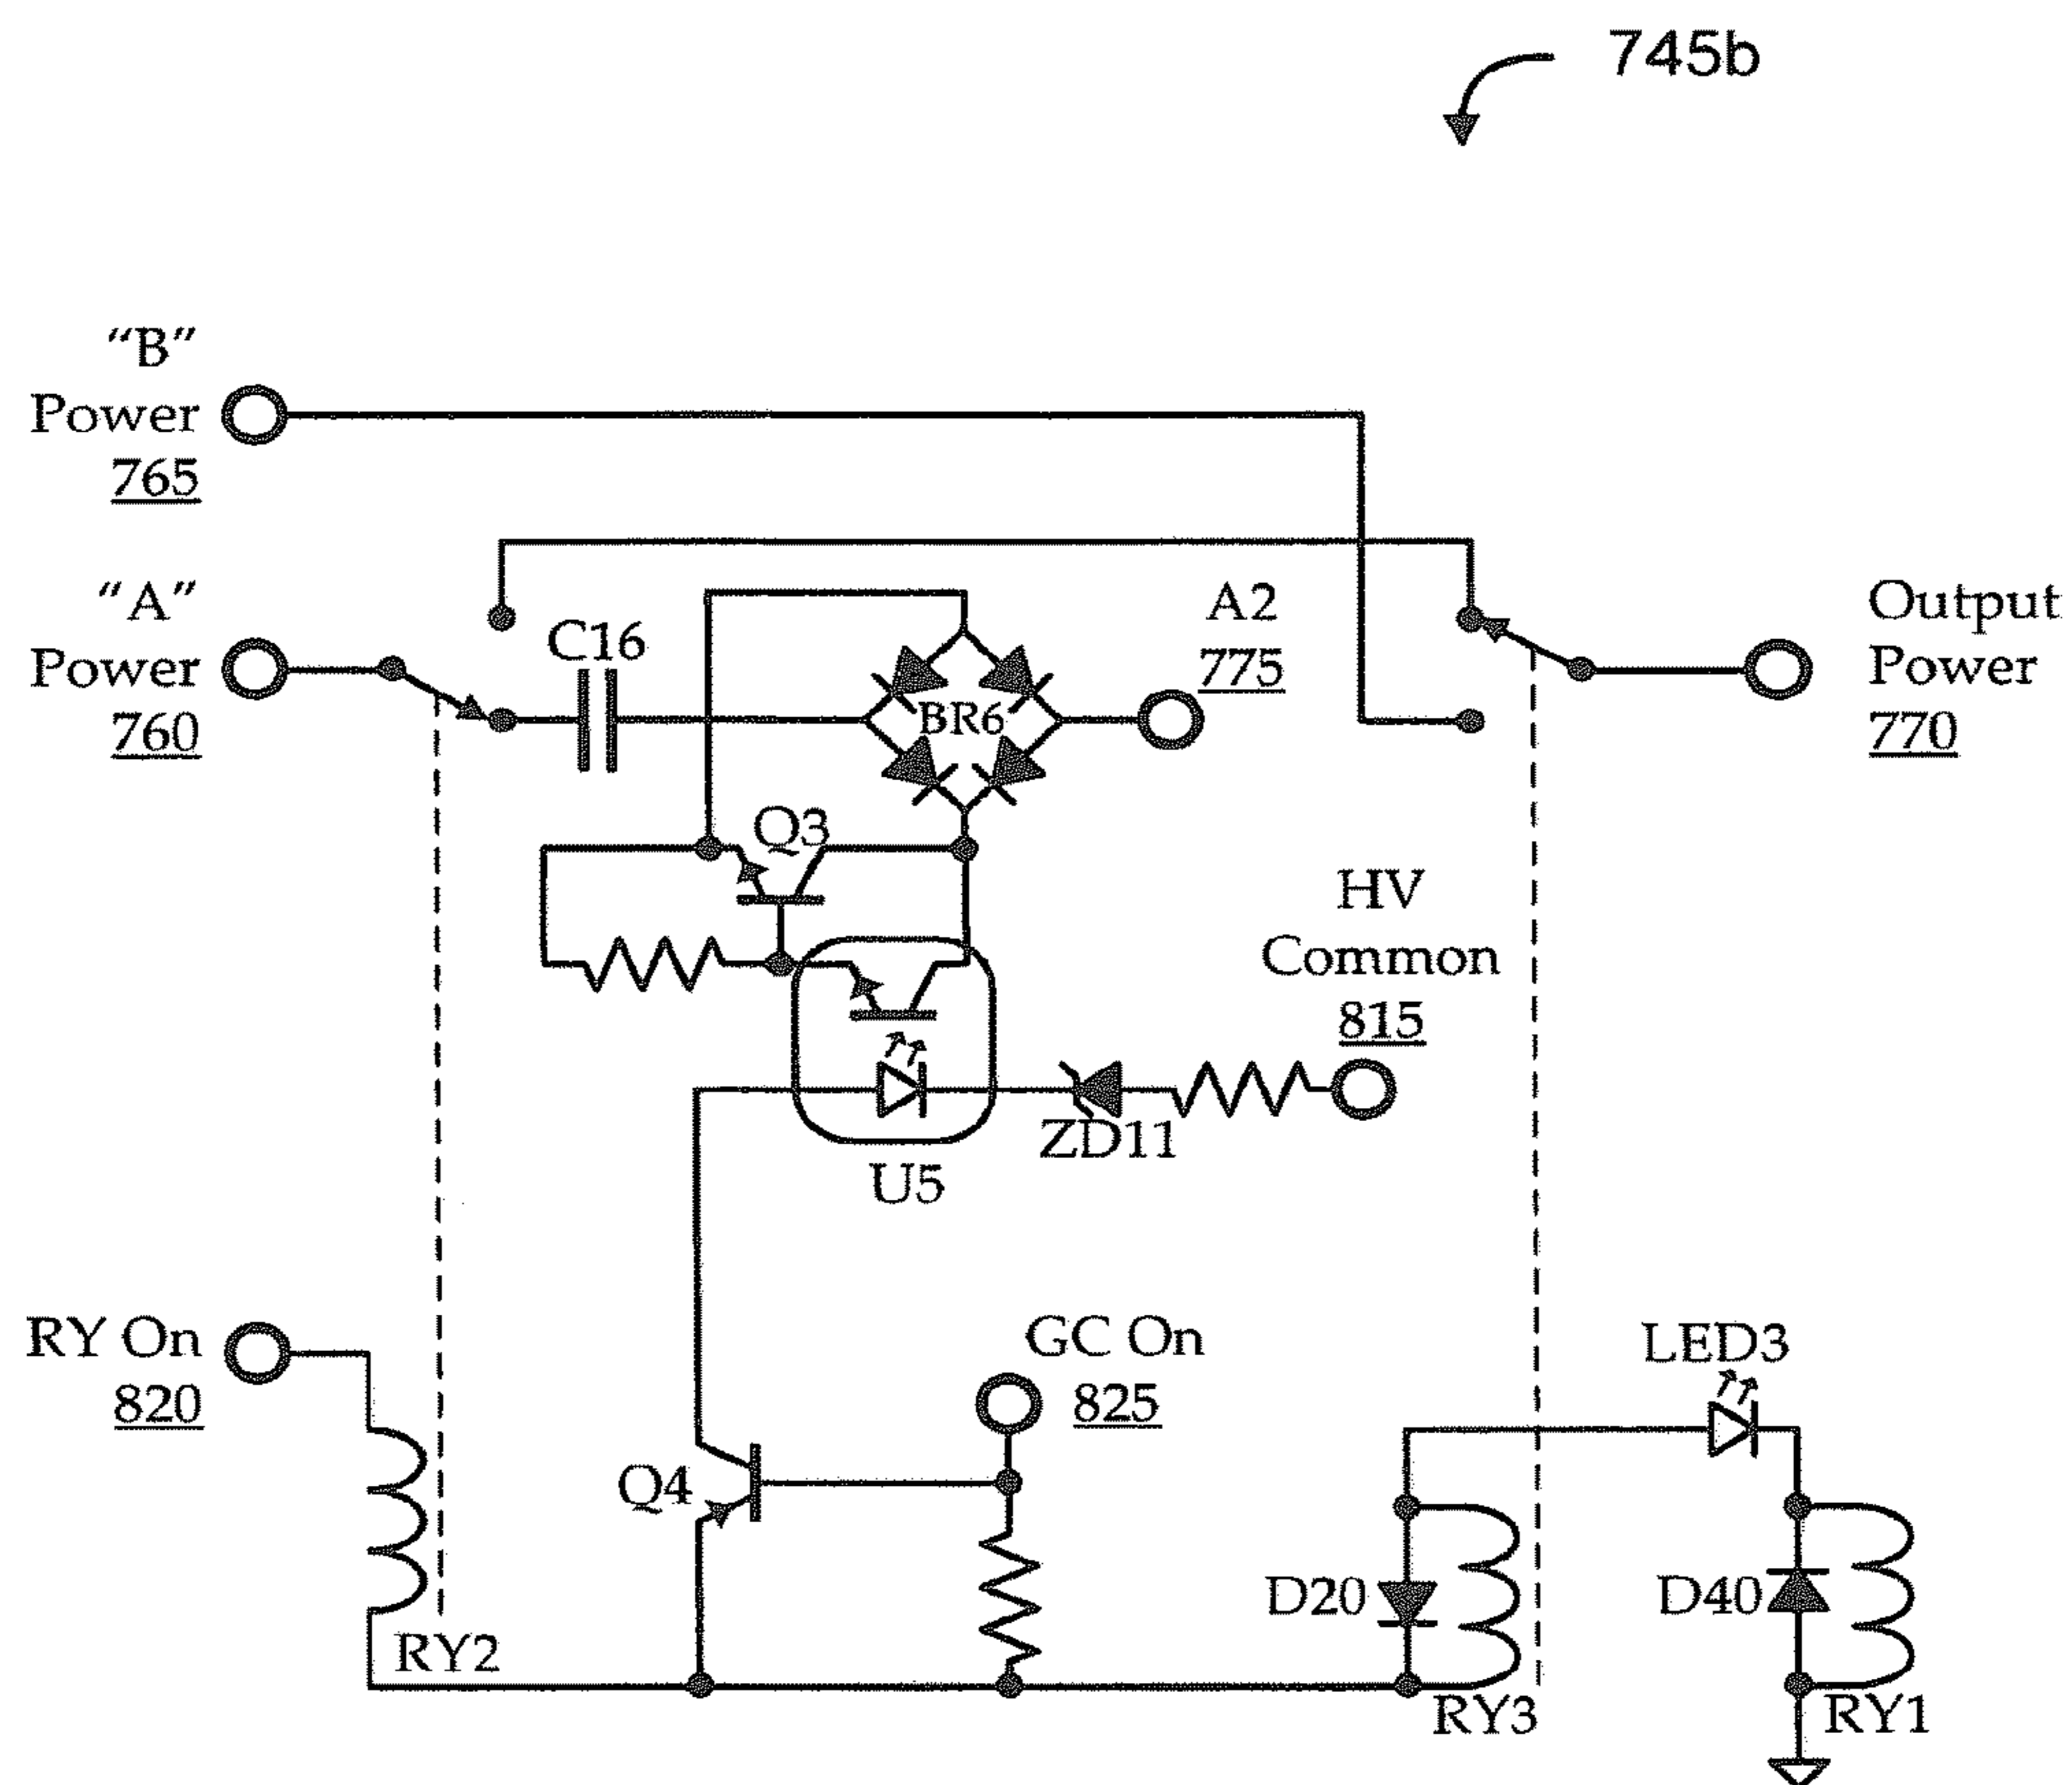 745b
“B”
Power
765
“A”
Power
760
C16
BR6
A2
775
Output
Power
770
Q3
HV
Common
815
ZD11
U5
RY On
820
GC On
825
LED3
Q4
D20
D40
RY2
RY3
RY1